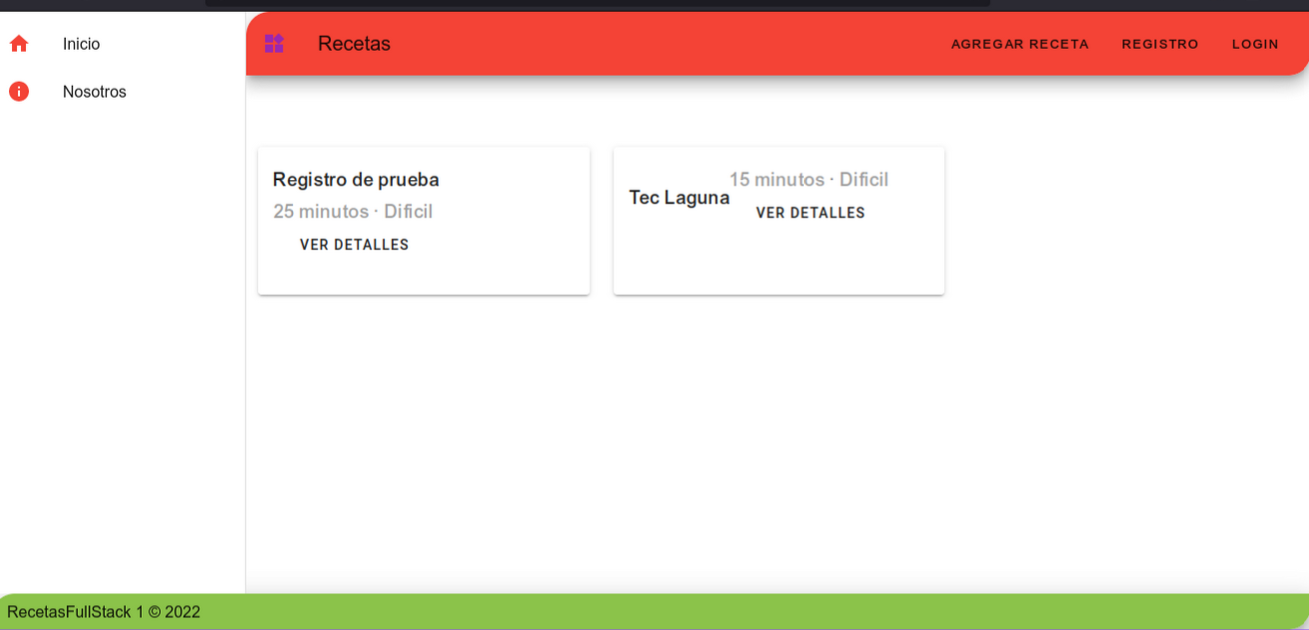 Inicio
Nosotros
Recetas
AGREGAR RECETA
REGISTRO
LOGIN
Registro de prueba
25 minutos · Dificil
VER DETALLES
Tec Laguna
15 minutos · Dificil
VER DETALLES
RecetasFullStack 1 © 2022